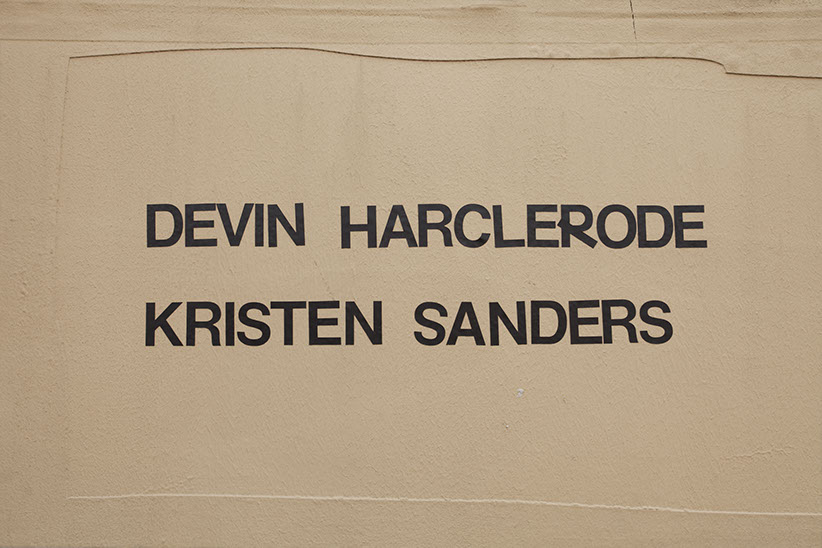 DEVIN HARCLERODE
KRISTEN SANDERS